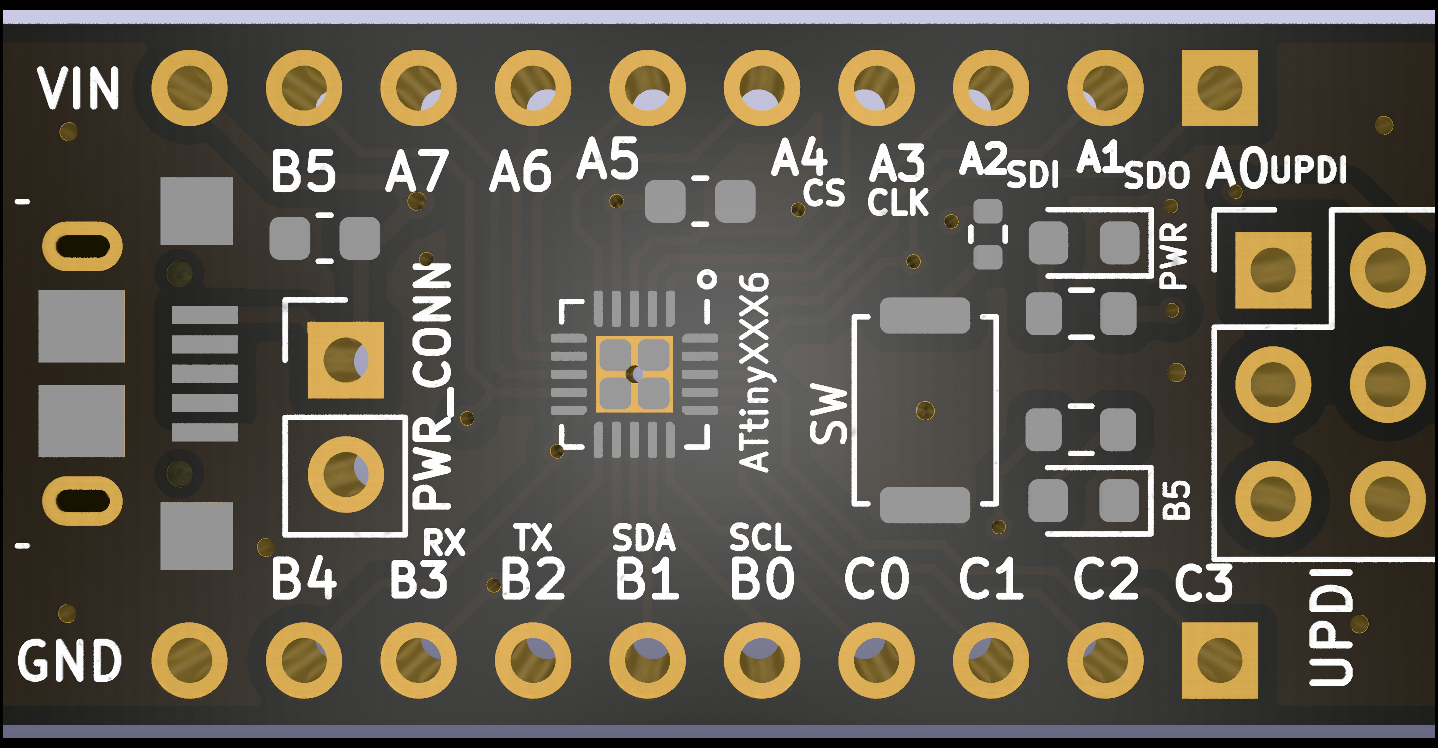 VIN
B5 A7 A6 A5 A4 A3 A2 SDI A1 SDO A0 UPDI
CS CLK
PWR
PWR_CONN
ATtinyXXX6
SW
B5
RX TX SDA SCL
B4 B3 B2 B1 B0 C0 C1 C2 C3
GND
UPDI